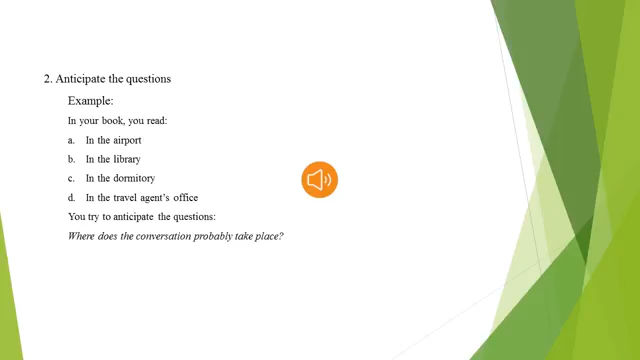 2. Anticipate the questions
Example:
In your book, you read:
a. In the airport
b. In the library
c. In the dormitory
d. In the travel agent's office
You try to anticipate the questions:
Where does the conversation probably take place?